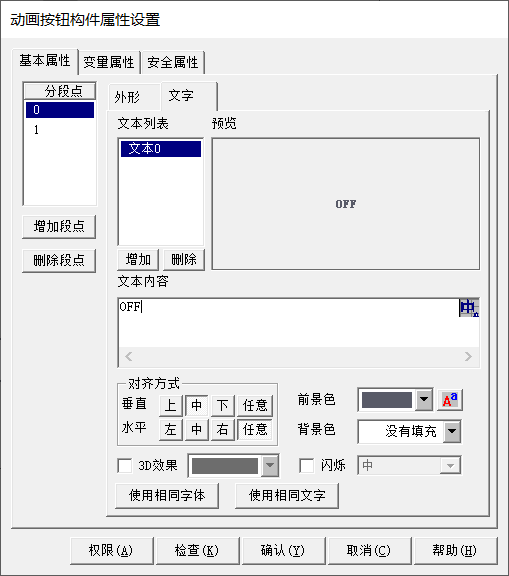 动画按钮构件属性设置
基本属性 变量属性 安全属性
分段点
0
1
增加段点
删除段点
外形 文字
文本列表 预览
文本0
OFF
增加 删除
文本内容
OFF
中
对齐方式
垂直 上 中 下 任意
水平 左 中 右 任意
前景色 Aa
背景色 没有填充
3D效果 闪烁 中
使用相同字体 使用相同文字
权限(A) 检查(K) 确认(Y) 取消(C) 帮助(H)